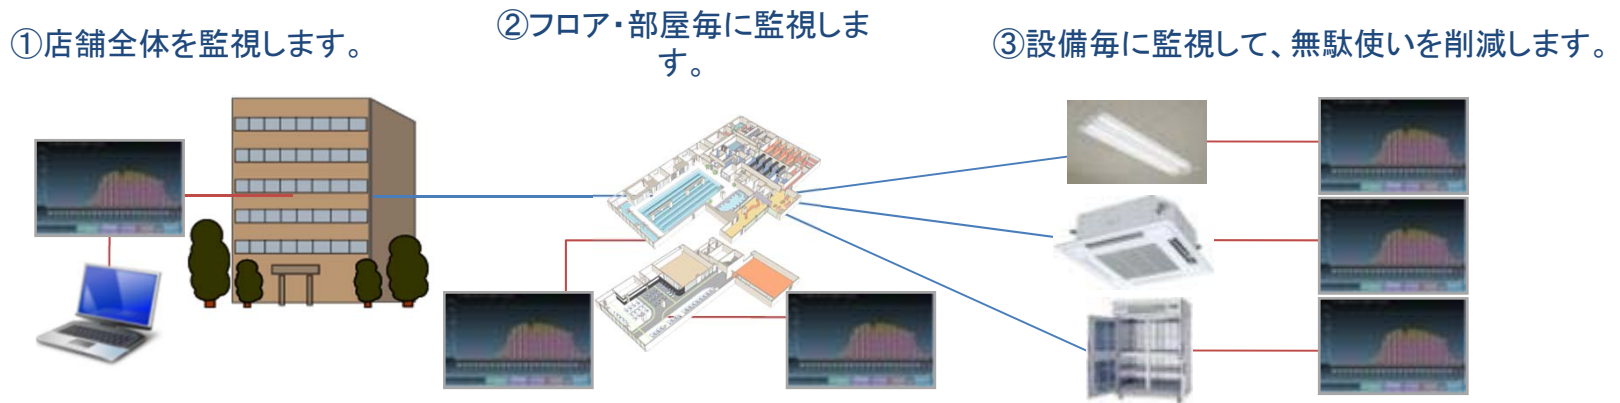 ①店舗全体を監視します。
②フロア・部屋毎に監視しま
す。
③設備毎に監視して、無駄使いを削減します。